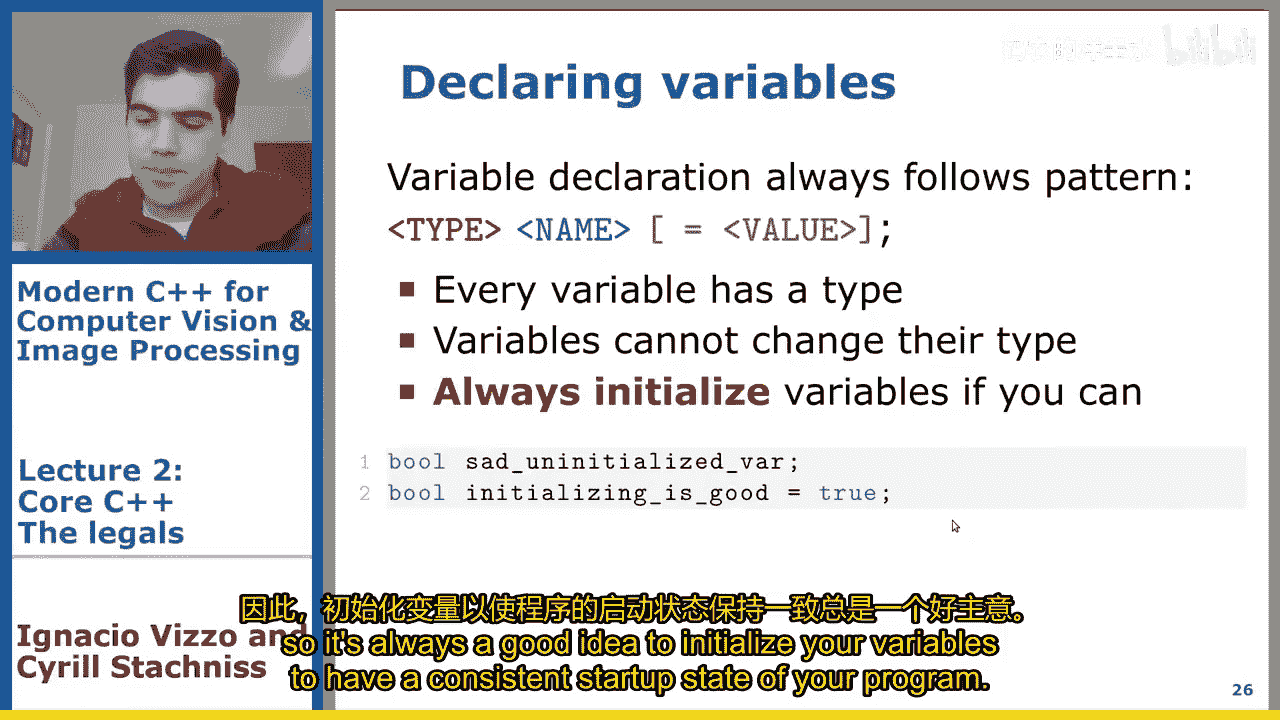 Declaring variables
Variable declaration always follows pattern:
<TYPE> <NAME> [ = <VALUE>];
Every variable has a type
Variables cannot change their type
Always initialize variables if you can
1 bool sad_uninitialized_var;
2 bool initializing_is_good = true;
Modern C++ for
Computer Vision &
Image Processing
Lecture 2:
Core C++
The legals
Ignacio Vizzo and
Cyrill Stachniss
因此，初始化变量以使程序的启动状态保持一致总是一个好主意。
so it's always a good idea to initialize your variables
to have a consistent startup state of your program.
26
bilibili